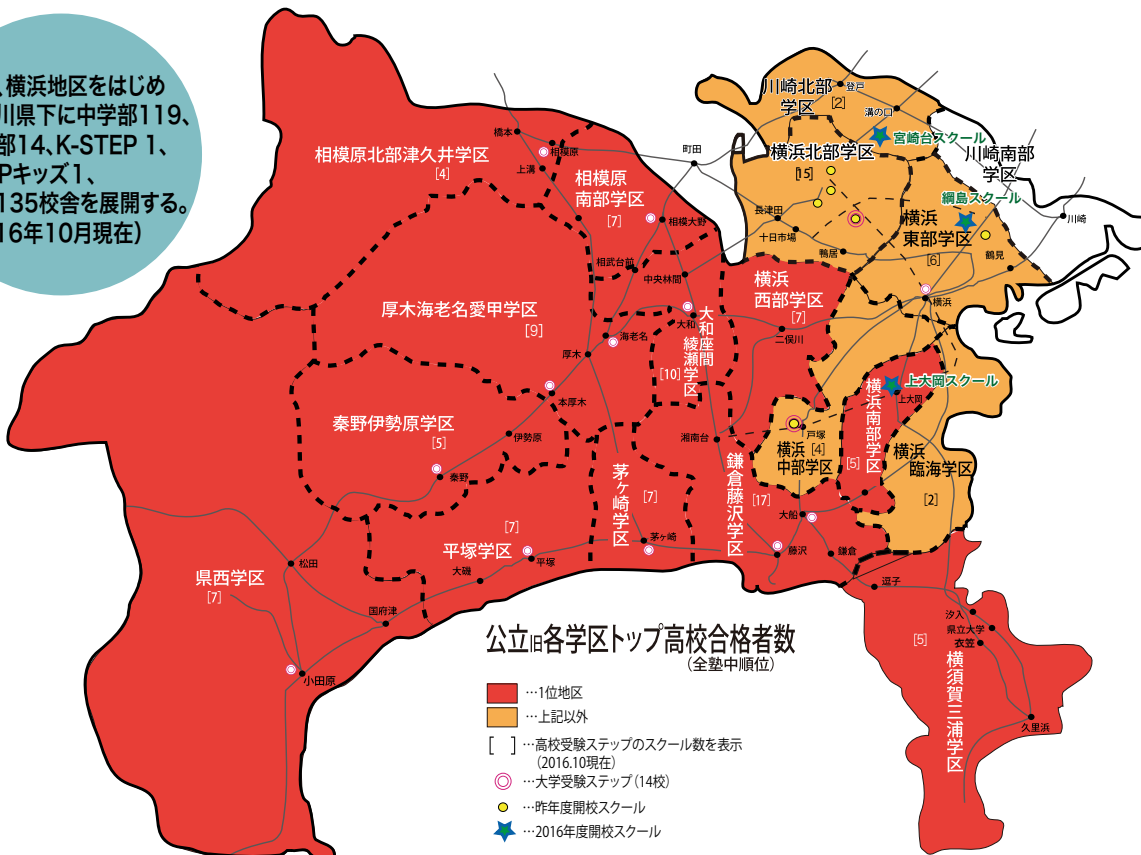 、横浜地区をはじめ
川県下に中学部119、
部14、K-STEP 1、
Pキッズ1、
135校舎を展開する。
16年10月現在)
川崎北部
学区
[2]
登戸
溝の口
宮崎台スクール
川崎南部
学区
川崎
橋本
相模原
上溝
町田
相模原北部津久井学区
[4]
相模原
南部学区
[7]
相模大野
横浜北部学区
[15]
長津田
十日市場
鴨居
綱島スクール
横浜
東部学区
[6]
鶴見
横浜
相武台前
中央林間
横浜
西部学区
[7]
二俣川
厚木海老名愛甲学区
[9]
海老名
厚木
大和
大和座間
綾瀬学区
[10]
本厚木
秦野伊勢原学区
[5]
伊勢原
秦野
湘南台
上大岡スクール
上大岡
横浜南部学区
[5]
戸塚
横浜
中部学区
[4]
横浜
臨海学区
[2]
茅ヶ崎学区
[7]
鎌倉藤沢学区
[17]
大船
平塚学区
[7]
平塚
大磯
茅ヶ崎
藤沢
鎌倉
逗子
県西学区
[7]
松田
国府津
小田原
汐入
県立大学
衣笠
[5]
横須賀三浦学区
久里浜
公立旧各学区トップ高校合格者数
(全塾中順位)
…1位地区
…上記以外
[ ]…高校受験ステップのスクール数を表示
(2016.10現在)
…大学受験ステップ(14校)
…昨年度開校スクール
…2016年度開校スクール